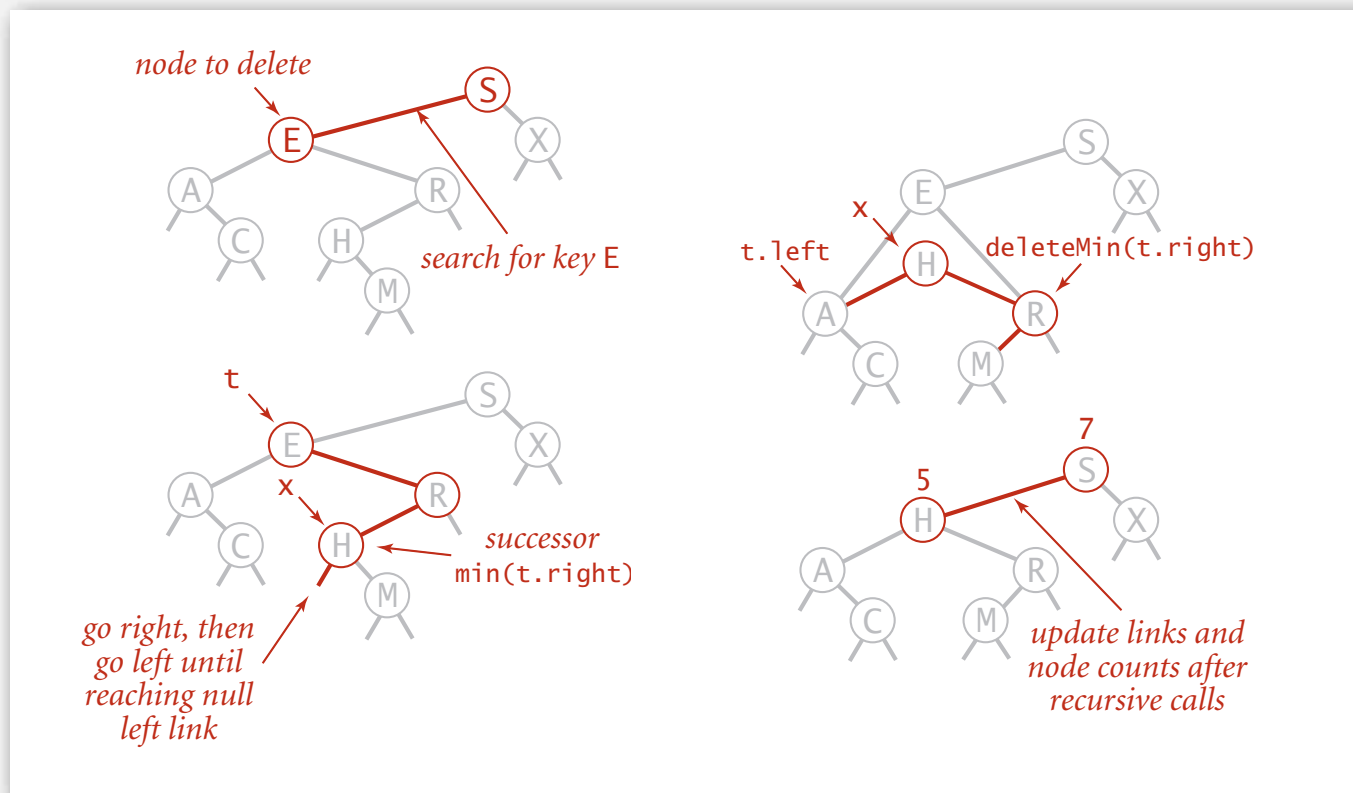 node to delete
S
E
X
A
R
C
H
search for key E
M
t
S
E
X
A
x
R
C
H
successor
min(t.right)
M
go right, then
go left until
reaching null
left link
S
E
X
x
t.left
H
deleteMin(t.right)
A
R
C
M
7
5
S
H
X
A
R
C
M
update links and
node counts after
recursive calls